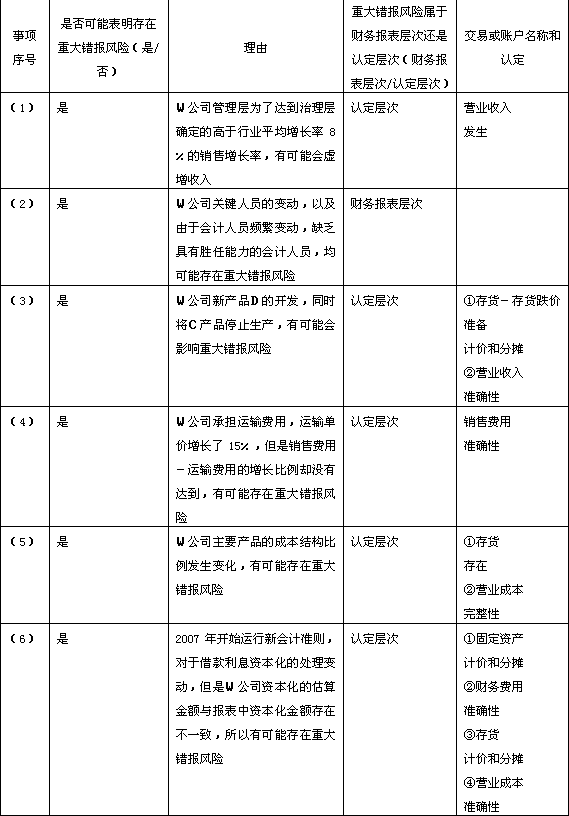 事项
序号
是否可能表明存在
重大错报风险（是/
否）
理由
重大错报风险属于
财务报表层次还是
认定层次（财务报
表层次/认定层次）
交易或账户名称和
认定
（1）
是
W公司管理层为了达到治理层
确定的高于行业平均增长率 8
%的销售增长率，有可能会虚
增收入
认定层次
营业收入
发生
（2）
是
W公司关键人员的变动，以及
由于会计人员频繁变动，缺乏
具有胜任能力的会计人员，均
可能存在重大错报风险
财务报表层次
（3）
是
W公司新产品D的开发，同时
将C产品停止生产，有可能会
影响重大错报风险
认定层次
①存货－存货跌价
准备
计价和分摊
②营业收入
准确性
（4）
是
W公司承担运输费用，运输单
价增长了 15%，但是销售费用
－运输费用的增长比例却没有
达到，有可能存在重大错报风
险
认定层次
销售费用
准确性
（5）
是
W公司主要产品的成本结构比
例发生变化，有可能存在重大
错报风险
认定层次
①存货
存在
②营业成本
完整性
（6）
是
2007 年开始运行新会计准则，
对于借款利息资本化的处理变
动，但是W公司资本化的估算
金额与报表中资本化金额存在
不一致，所以有可能存在重大
错报风险
认定层次
①固定资产
计价和分摊
②财务费用
准确性
③存货
计价和分摊
④营业成本
准确性